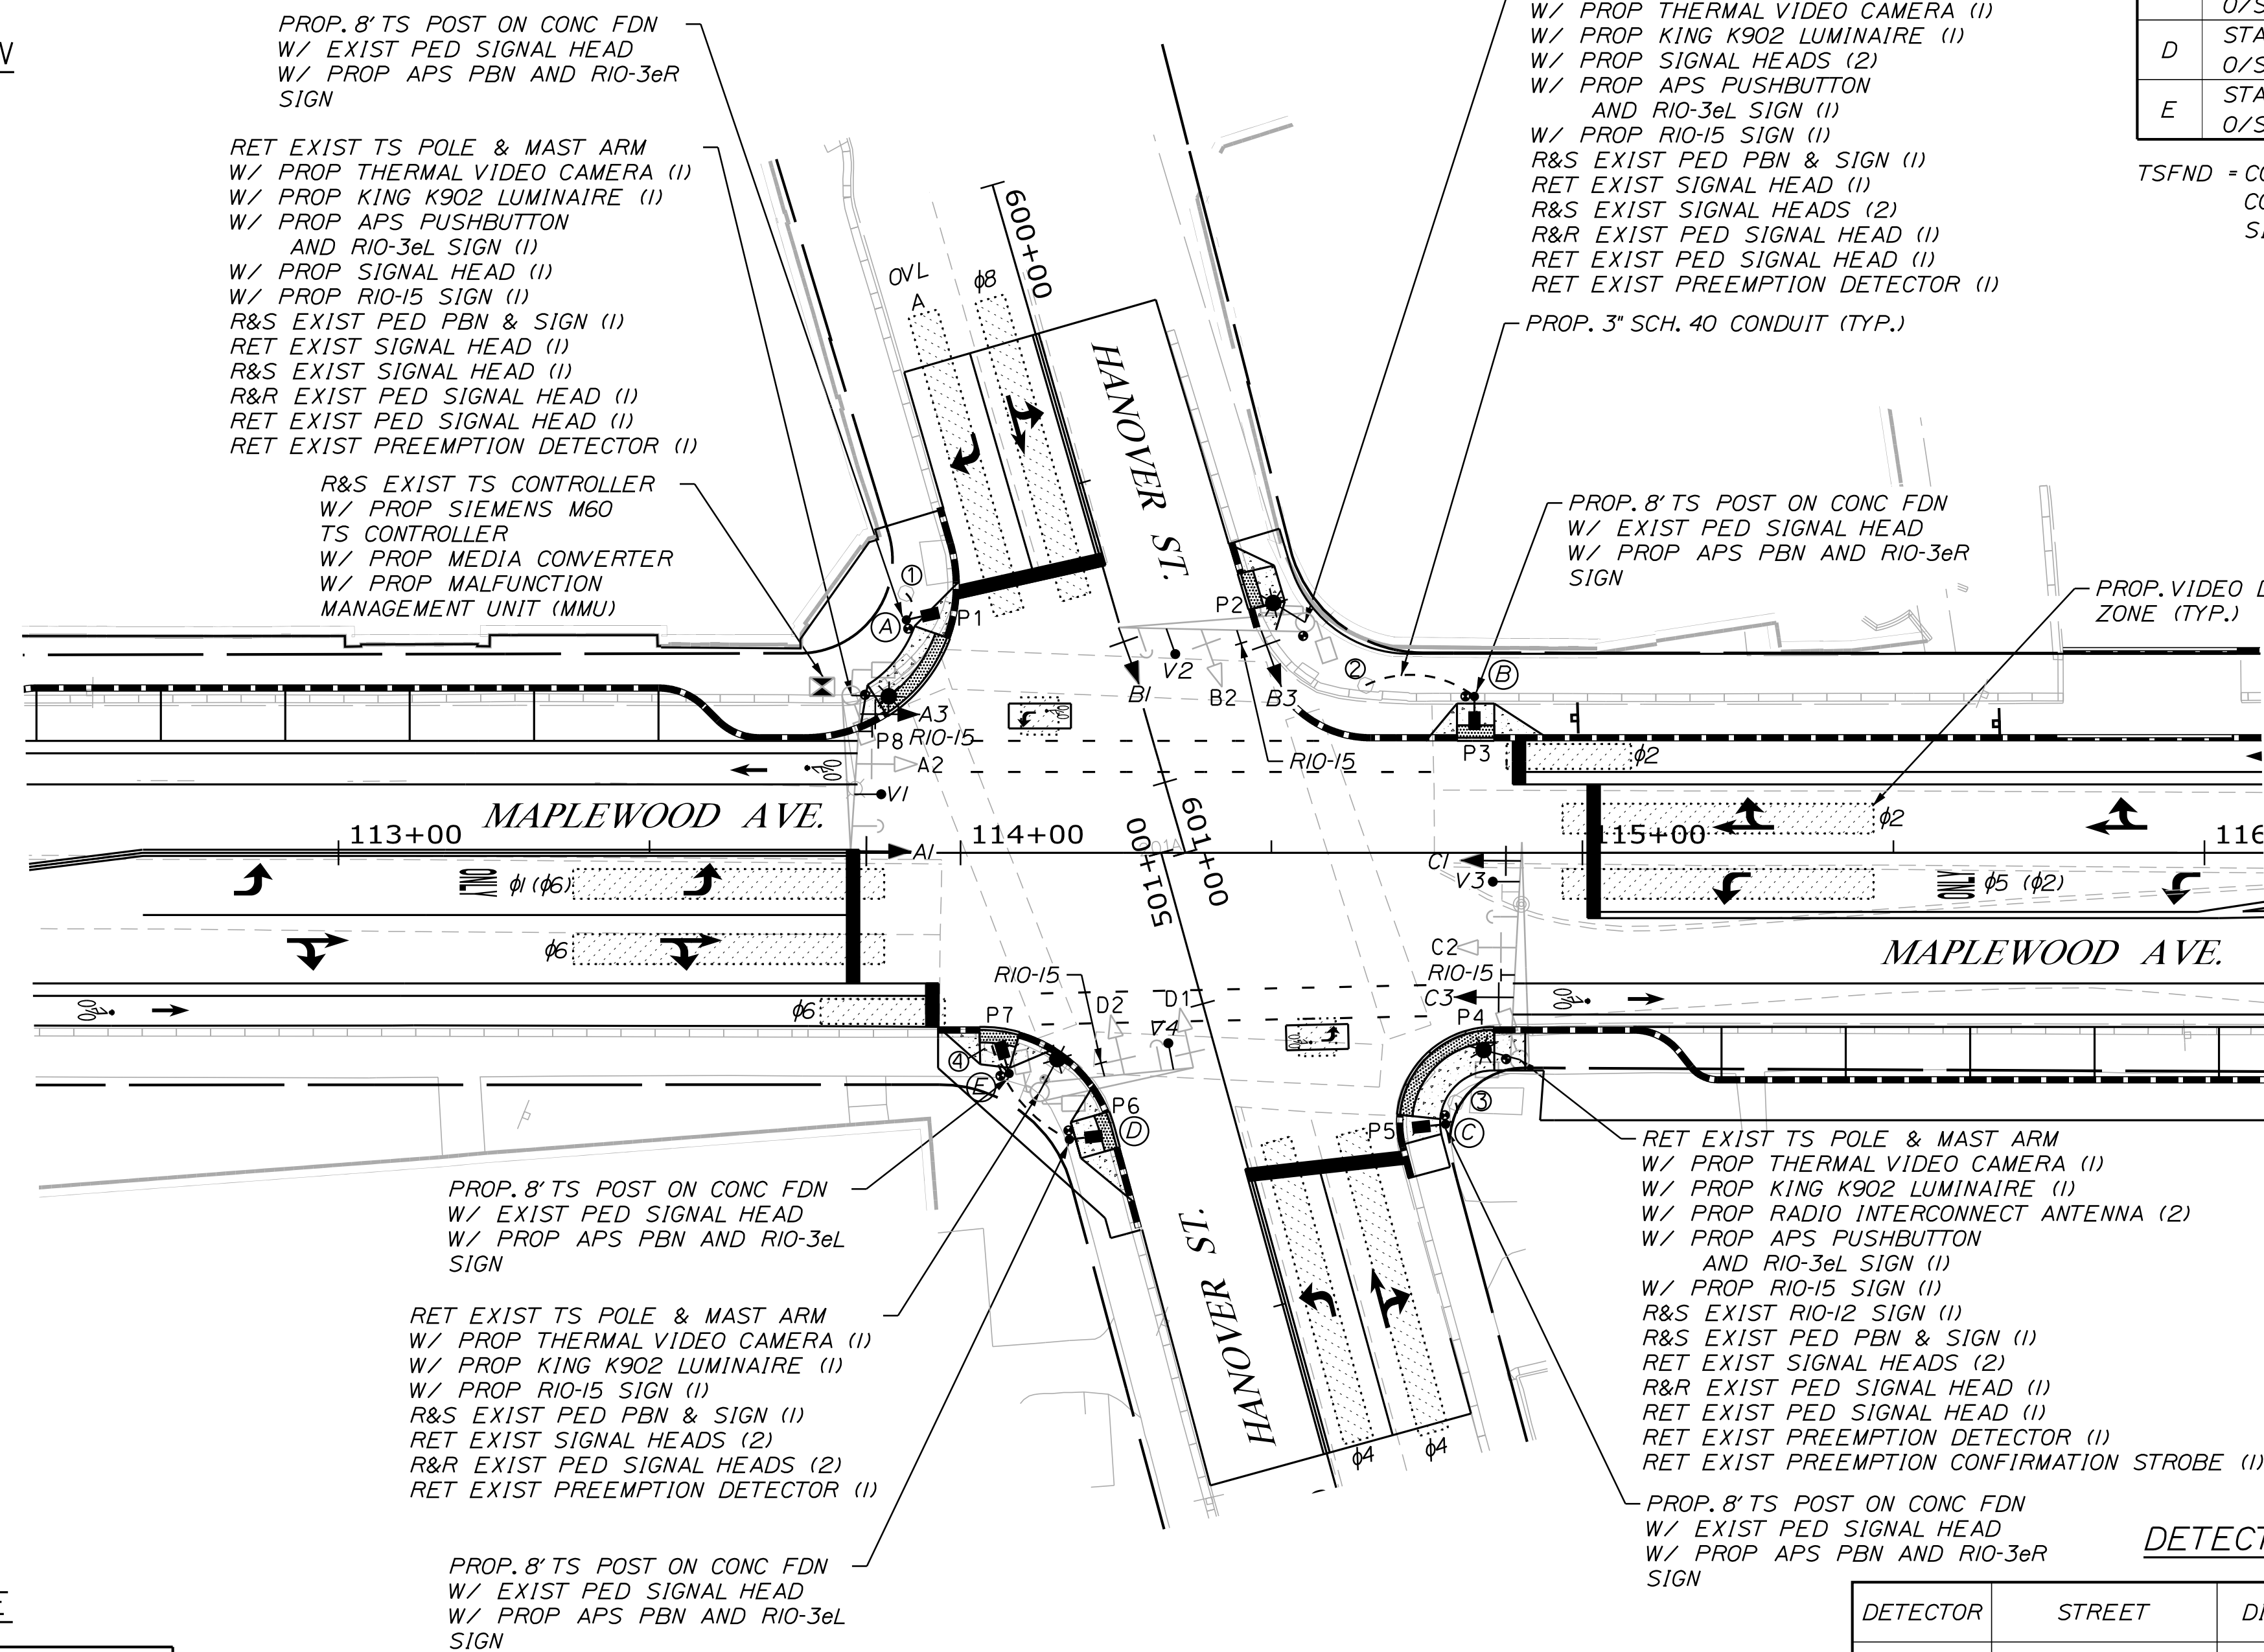 PROP. 8' TS POST ON CONC FDN
W/ EXIST PED SIGNAL HEAD
W/ PROP APS PBN AND R10-3eR
SIGN
RET EXIST TS POLE & MAST ARM
W/ PROP THERMAL VIDEO CAMERA (1)
W/ PROP KING K902 LUMINAIRE (1)
W/ PROP APS PUSHBUTTON
AND R10-3eL SIGN (1)
W/ PROP SIGNAL HEAD (1)
W/ PROP R10-15 SIGN (1)
R&S EXIST PED PBN & SIGN (1)
RET EXIST SIGNAL HEAD (1)
R&S EXIST SIGNAL HEAD (1)
R&R EXIST PED SIGNAL HEAD (1)
RET EXIST PED SIGNAL HEAD (1)
RET EXIST PREEMPTION DETECTOR (1)
R&S EXIST TS CONTROLLER
W/ PROP SIEMENS M60
TS CONTROLLER
W/ PROP MEDIA CONVERTER
W/ PROP MALFUNCTION
MANAGEMENT UNIT (MMU)
W/ PROP THERMAL VIDEO CAMERA (1)
W/ PROP KING K902 LUMINAIRE (1)
W/ PROP SIGNAL HEADS (2)
W/ PROP APS PUSHBUTTON
AND R10-3eL SIGN (1)
W/ PROP R10-15 SIGN (1)
R&S EXIST PED PBN & SIGN (1)
RET EXIST SIGNAL HEAD (1)
R&S EXIST SIGNAL HEADS (2)
R&R EXIST PED SIGNAL HEAD (1)
RET EXIST PED SIGNAL HEAD (1)
RET EXIST PREEMPTION DETECTOR (1)
PROP. 3" SCH. 40 CONDUIT (TYP.)
O/S
D STA
O/S
E STA
O/S
TSFND = CO
CO
PROP. 8' TS POST ON CONC FDN
W/ EXIST PED SIGNAL HEAD
W/ PROP APS PBN AND R10-3eR
SIGN
PROP. VIDEO
ZONE (TYP.)
OVL
A
ϕ8
600+00
HANOVER ST.
1
A
P1
P2
2
B
P3
B1
V2
B2
B3
R10-15
A3
P8 R10-15
A2
V1
A1
ϕ2
ϕ2
MAPLEWOOD AVE.
113+00
114+00
115+00
116
601+00
501+00
ϕ1 (ϕ6)
ϕ6
ϕ6
C1
V3
ϕ5 (ϕ2)
C2
R10-15
C3
MAPLEWOOD AVE.
R10-15
P7
D2
D1
V4
P4
4
E
P6
D
P5
3
C
HANOVER ST.
ϕ4
ϕ4
PROP. 8' TS POST ON CONC FDN
W/ EXIST PED SIGNAL HEAD
W/ PROP APS PBN AND R10-3eL
SIGN
RET EXIST TS POLE & MAST ARM
W/ PROP THERMAL VIDEO CAMERA (1)
W/ PROP KING K902 LUMINAIRE (1)
W/ PROP R10-15 SIGN (1)
R&S EXIST PED PBN & SIGN (1)
RET EXIST SIGNAL HEADS (2)
R&R EXIST PED SIGNAL HEADS (2)
RET EXIST PREEMPTION DETECTOR (1)
PROP. 8' TS POST ON CONC FDN
W/ EXIST PED SIGNAL HEAD
W/ PROP APS PBN AND R10-3eL
SIGN
RET EXIST TS POLE & MAST ARM
W/ PROP THERMAL VIDEO CAMERA (1)
W/ PROP KING K902 LUMINAIRE (1)
W/ PROP RADIO INTERCONNECT ANTENNA (2)
W/ PROP APS PUSHBUTTON
AND R10-3eL SIGN (1)
W/ PROP R10-15 SIGN (1)
R&S EXIST R10-12 SIGN (1)
R&S EXIST PED PBN & SIGN (1)
RET EXIST SIGNAL HEADS (2)
R&R EXIST PED SIGNAL HEAD (1)
RET EXIST PED SIGNAL HEAD (1)
RET EXIST PREEMPTION DETECTOR (1)
RET EXIST PREEMPTION CONFIRMATION STROBE (1)
PROP. 8' TS POST ON CONC FDN
W/ EXIST PED SIGNAL HEAD
W/ PROP APS PBN AND R10-3eR
SIGN
DETECT
DETECTOR STREET